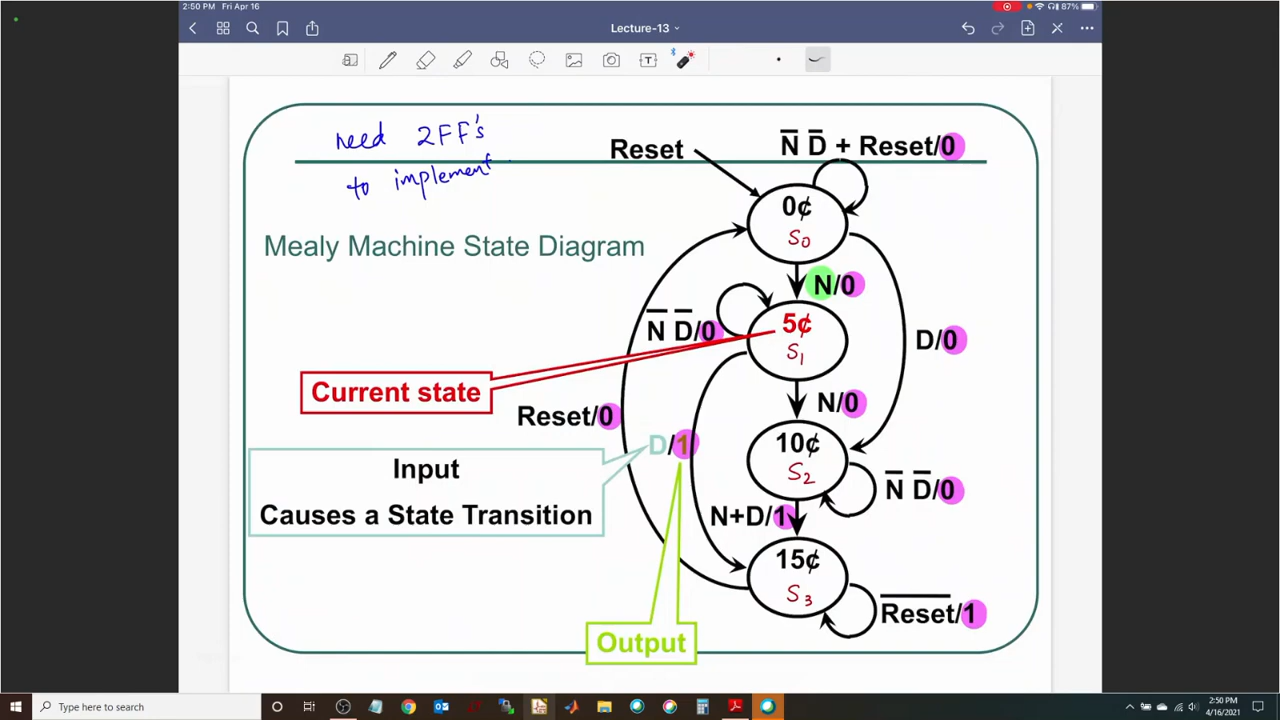 2:50 PM Fri Apr 16
87%
Lecture-13
need 2FF's
to implement
Reset
N̅ D̅ + Reset/0
0¢
S0
Mealy Machine State Diagram
N/0
N̅ D̅/0
5¢
S1
D/0
Current state
Reset/0
N/0
D/1
10¢
S2
Input
Causes a State Transition
N̅ D̅/0
N+D/1
15¢
S3
R̅e̅s̅e̅t̅/1
Output
Type here to search
2:50 PM
4/16/2021